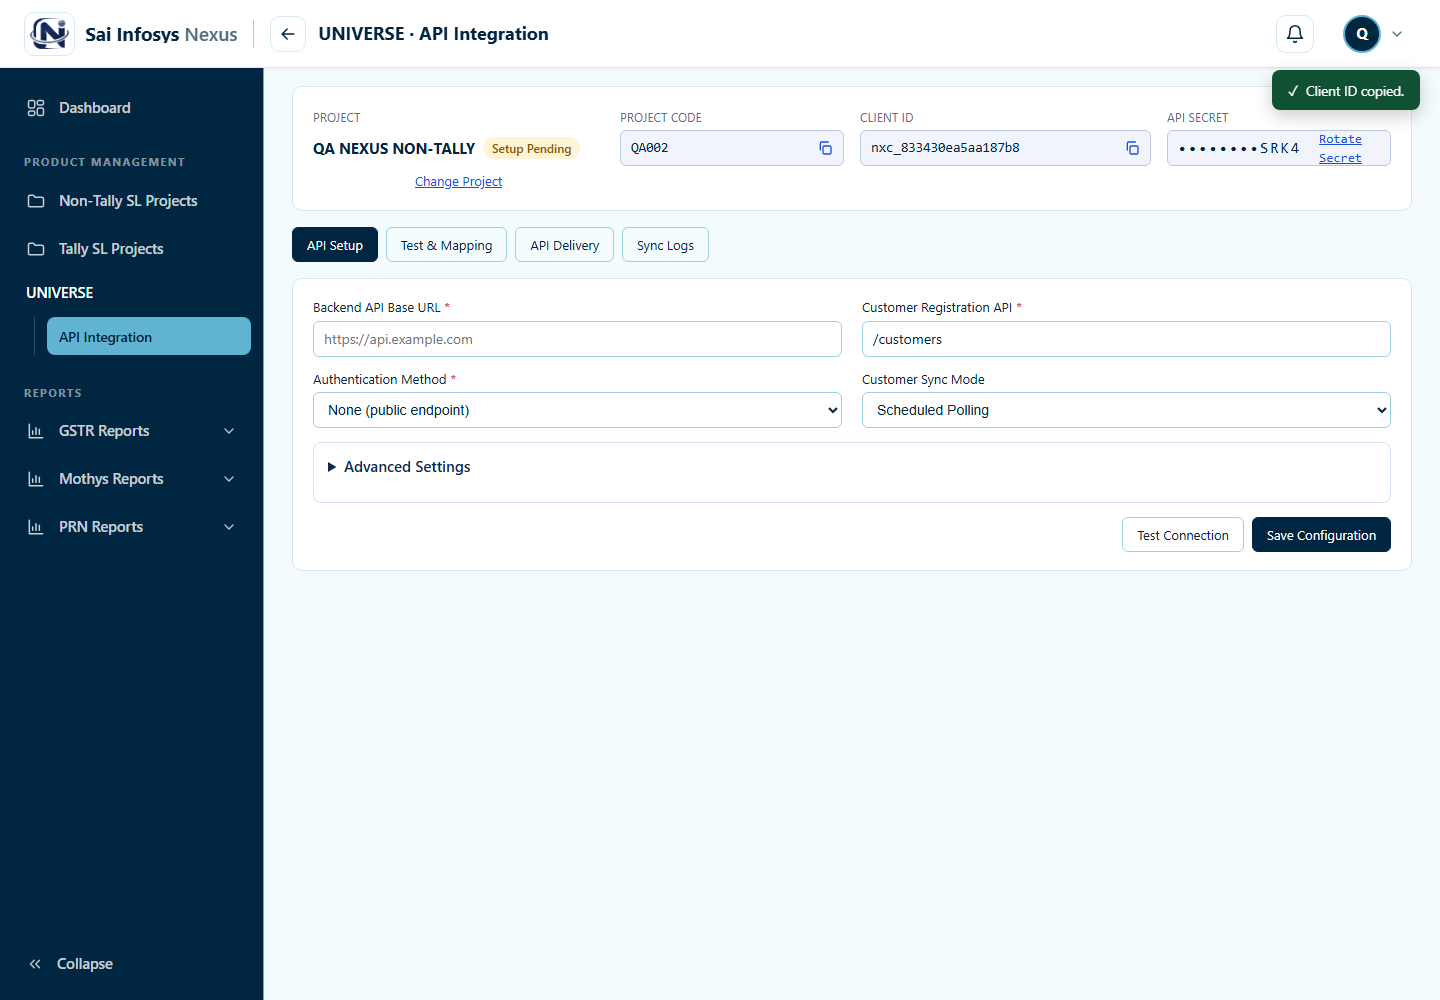 Sai Infosys Nexus
UNIVERSE · API Integration
Q
✓ Client ID copied.
Dashboard
PRODUCT MANAGEMENT
Non-Tally SL Projects
Tally SL Projects
UNIVERSE
API Integration
REPORTS
GSTR Reports
Mothys Reports
PRN Reports
Collapse
PROJECT
QA NEXUS NON-TALLY Setup Pending
Change Project
PROJECT CODE
QA002
CLIENT ID
nxc_833430ea5aa187b8
API SECRET
••••••••SRK4
Rotate
Secret
API Setup
Test & Mapping
API Delivery
Sync Logs
Backend API Base URL *
https://api.example.com
Customer Registration API *
/customers
Authentication Method *
None (public endpoint)
Customer Sync Mode
Scheduled Polling
Advanced Settings
Test Connection
Save Configuration